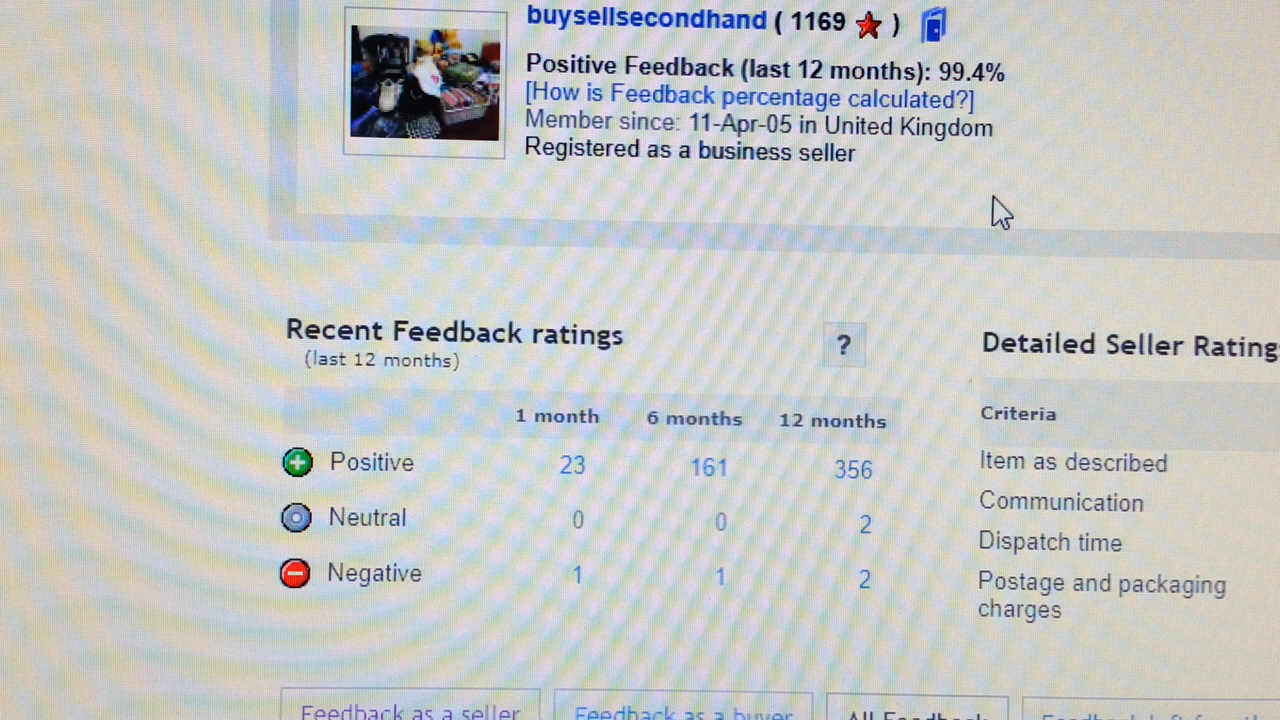 buysellsecondhand ( 1169 )
Positive Feedback (last 12 months): 99.4%
[How is Feedback percentage calculated?]
Member since: 11-Apr-05 in United Kingdom
Registered as a business seller
Recent Feedback ratings
(last 12 months)
?
1 month 6 months 12 months
Positive 23 161 356
Neutral 0 0 2
Negative 1 1 2
Detailed Seller Rating
Criteria
Item as described
Communication
Dispatch time
Postage and packaging
charges
Feedback as a seller Feedback as a buyer All Feedback